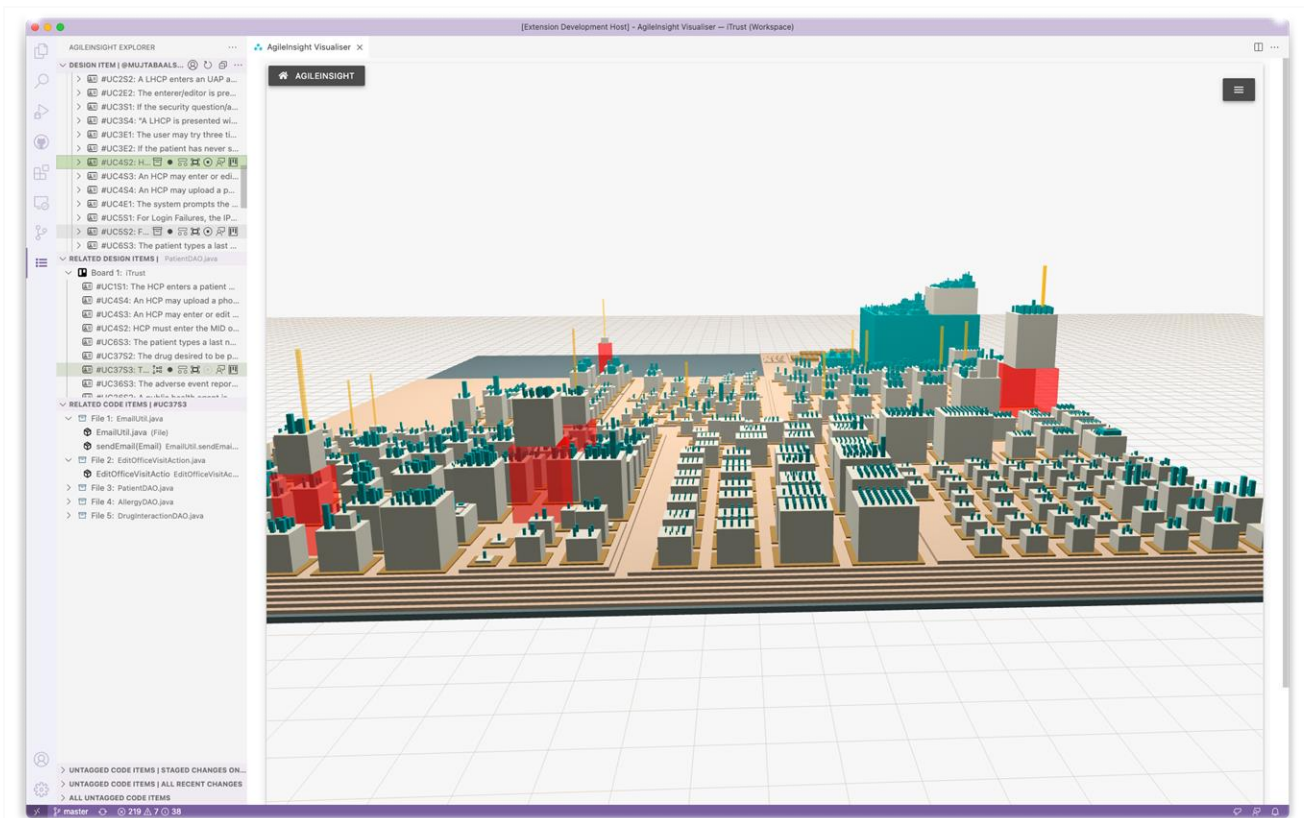 [Extension Development Host] - AgileInsight Visualiser — iTrust (Workspace)
AGILEINSIGHT EXPLORER
AgileInsight Visualiser
DESIGN ITEM | @MUJTABAALS...
#UC2S2: A LHCP enters an UAP a...
#UC2E2: The enterer/editor is pre...
#UC3S1: If the security question/a...
#UC3S4: "A LHCP is presented wi...
#UC3E1: The user may try three ti...
#UC3E2: If the patient has never s...
#UC4S2: H...
#UC4S3: An HCP may enter or edi...
#UC4S4: An HCP may upload a p...
#UC4E1: The system prompts the ...
#UC5S1: For Login Failures, the IP...
#UC5S2: F...
#UC6S3: The patient types a last ...
RELATED DESIGN ITEMS | PatientDAO.java
Board 1: iTrust
#UC1S1: The HCP enters a patient ...
#UC4S4: An HCP may upload a pho...
#UC4S3: An HCP may enter or edit ...
#UC4S2: HCP must enter the MID o...
#UC6S3: The patient types a last n...
#UC37S2: The drug desired to be p...
#UC37S3: T...
#UC36S3: The adverse event repor...
RELATED CODE ITEMS | #UC37S3
File 1: EmailUtil.java
EmailUtil.java (File)
sendEmail(Email) EmailUtil.sendEmai...
File 2: EditOfficeVisitAction.java
EditOfficeVisitActio EditOfficeVisitAc...
File 3: PatientDAO.java
File 4: AllergyDAO.java
File 5: DrugInteractionDAO.java
UNTAGGED CODE ITEMS | STAGED CHANGES ON...
UNTAGGED CODE ITEMS | ALL RECENT CHANGES
ALL UNTAGGED CODE ITEMS
AGILEINSIGHT
master 219 7 38